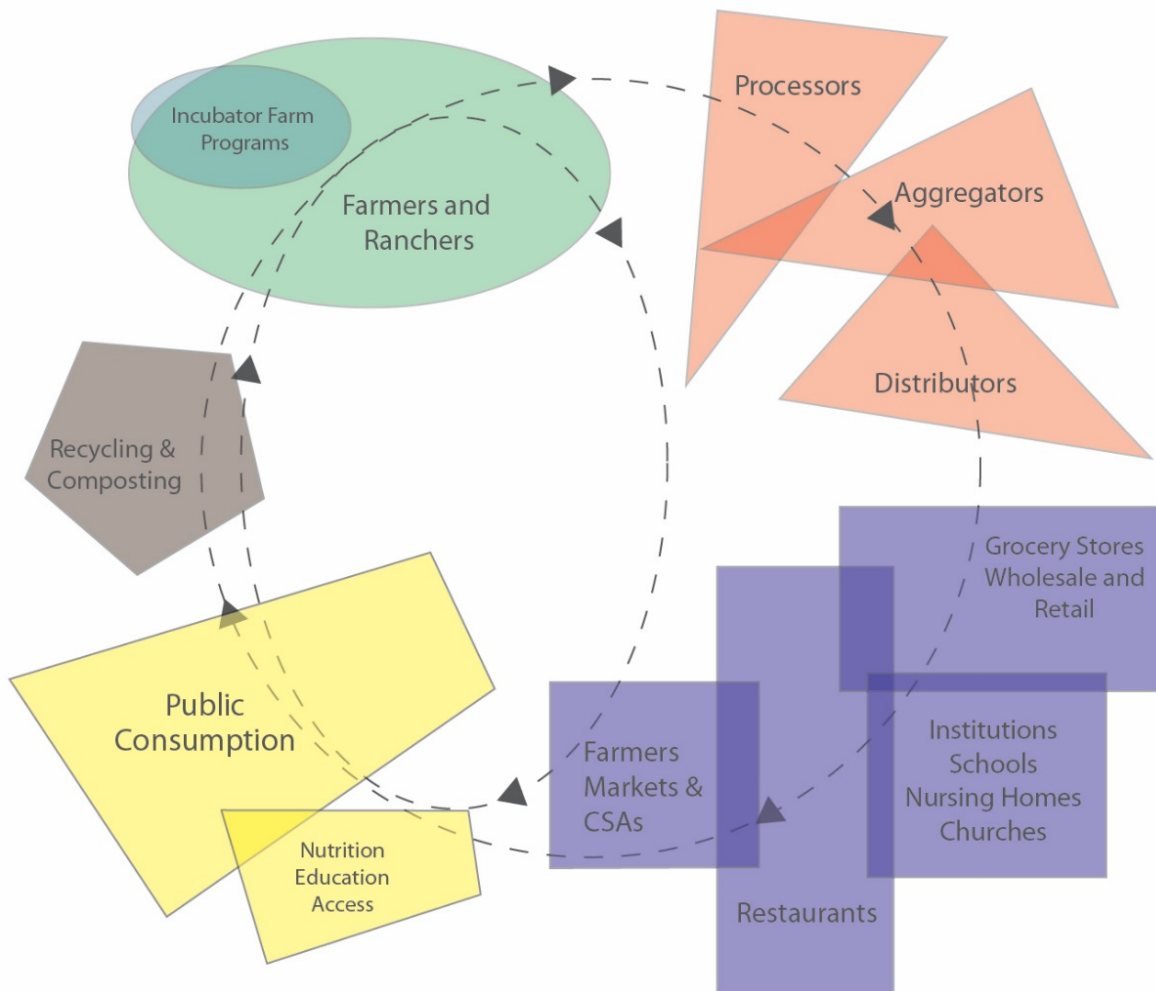 Incubator Farm
Programs
Farmers and
Ranchers
Processors
Aggregators
Distributors
Recycling &
Composting
Grocery Stores
Wholesale and
Retail
Public
Consumption
Farmers
Markets &
CSAs
Institutions
Schools
Nursing Homes
Churches
Nutrition
Education
Access
Restaurants